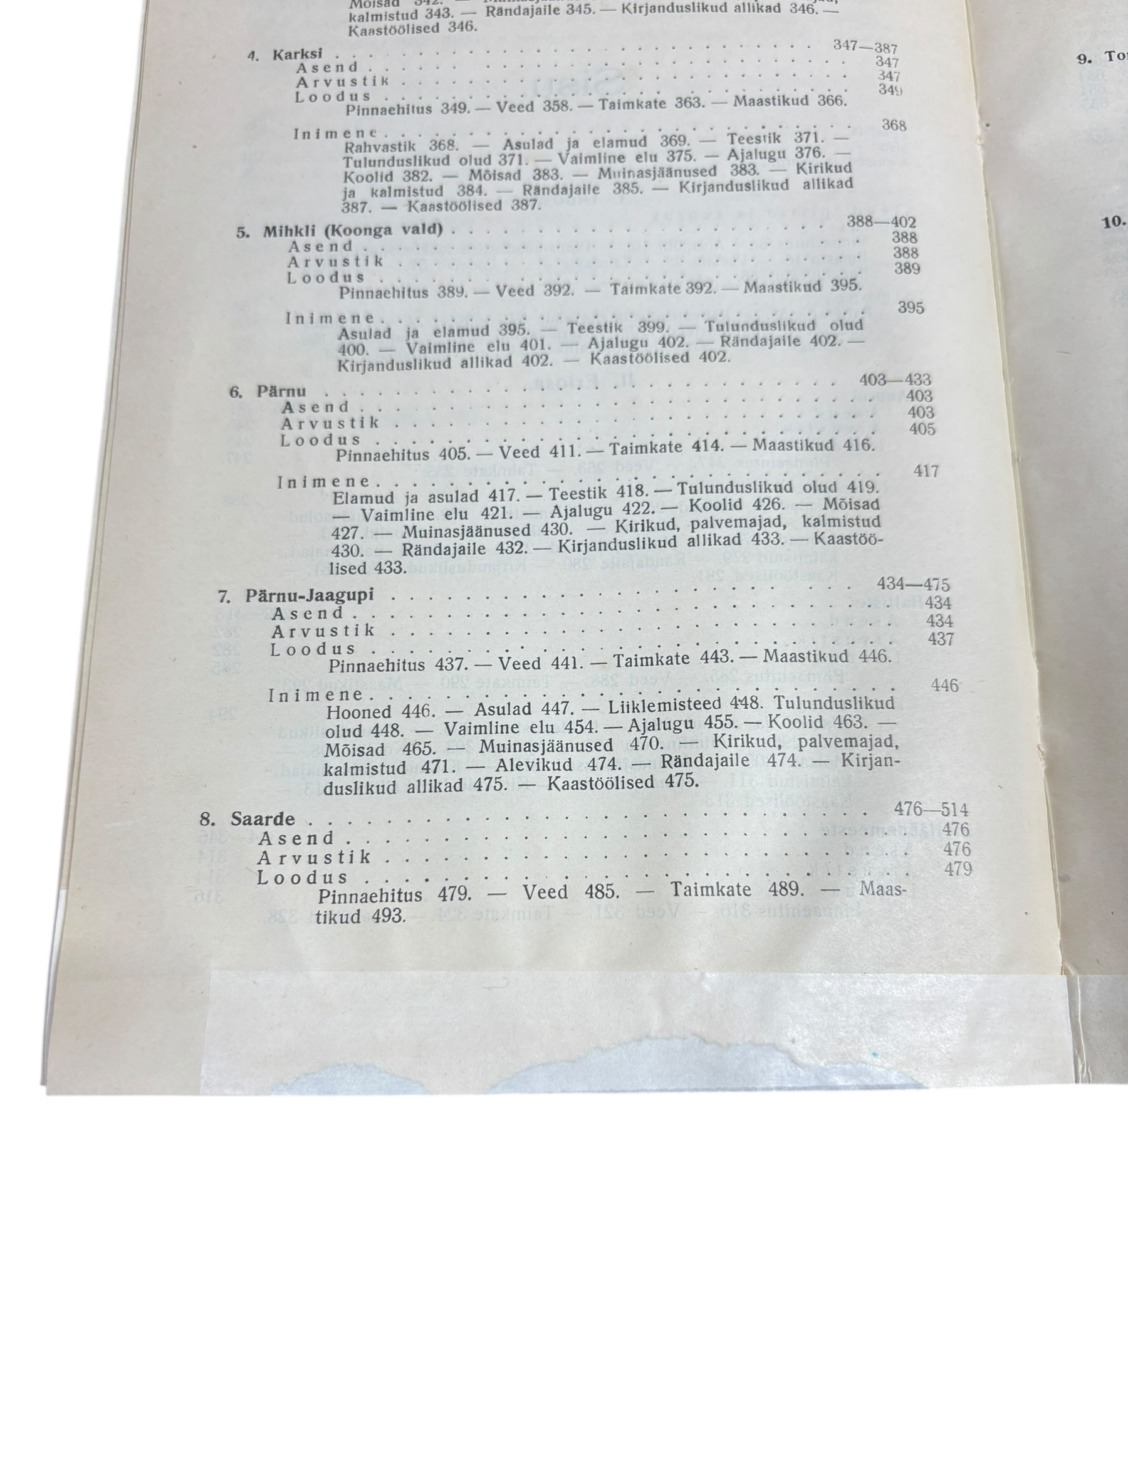 Mõisad 342. —
kalmistud 343. — Rändajaile 345. — Kirjanduslikud allikad 346. —
Kaastöölised 346.
4. Karksi . . . . . . . . . . . . . . . . . . . . . . . . . 347—387
Asend . . . . . . . . . . . . . . . . . . . . . . . . . 347
Arvustik . . . . . . . . . . . . . . . . . . . . . . . . 347
Loodus . . . . . . . . . . . . . . . . . . . . . . . . . 349
Pinnaehitus 349. — Veed 358. — Taimkate 363. — Maastikud 366.
Inimene . . . . . . . . . . . . . . . . . . . . . . . . . 368
Rahvastik 368. — Asulad ja elamud 369. — Teestik 371. —
Tulunduslikud olud 371. — Vaimline elu 375. — Ajalugu 376. —
Koolid 382. — Mõisad 383. — Muinasjäänused 383. — Kirikud
ja kalmistud 384. — Rändajaile 385. — Kirjanduslikud allikad
387. — Kaastöölised 387.
5. Mihkli (Koonga vald) . . . . . . . . . . . . . . . . . . . . 388—402
Asend . . . . . . . . . . . . . . . . . . . . . . . . . 388
Arvustik . . . . . . . . . . . . . . . . . . . . . . . . 388
Loodus . . . . . . . . . . . . . . . . . . . . . . . . . 389
Pinnaehitus 389. — Veed 392. — Taimkate 392. — Maastikud 395.
Inimene . . . . . . . . . . . . . . . . . . . . . . . . . 395
Asulad ja elamud 395. — Teestik 399. — Tulunduslikud olud
400. — Vaimline elu 401. — Ajalugu 402. — Rändajaile 402. —
Kirjanduslikud allikad 402. — Kaastöölised 402.
6. Pärnu . . . . . . . . . . . . . . . . . . . . . . . . . 403—433
Asend . . . . . . . . . . . . . . . . . . . . . . . . . 403
Arvustik . . . . . . . . . . . . . . . . . . . . . . . . 403
Loodus . . . . . . . . . . . . . . . . . . . . . . . . . 405
Pinnaehitus 405. — Veed 411. — Taimkate 414. — Maastikud 416.
Inimene . . . . . . . . . . . . . . . . . . . . . . . . . 417
Elamud ja asulad 417. — Teestik 418. — Tulunduslikud olud 419.
— Vaimline elu 421. — Ajalugu 422. — Koolid 426. — Mõisad
427. — Muinasjäänused 430. — Kirikud, palvemajad, kalmistud
430. — Rändajaile 432. — Kirjanduslikud allikad 433. — Kaastöö-
lised 433.
7. Pärnu-Jaagupi . . . . . . . . . . . . . . . . . . . . . . . 434—475
Asend . . . . . . . . . . . . . . . . . . . . . . . . . 434
Arvustik . . . . . . . . . . . . . . . . . . . . . . . . 434
Loodus . . . . . . . . . . . . . . . . . . . . . . . . . 437
Pinnaehitus 437. — Veed 441. — Taimkate 443. — Maastikud 446.
Inimene . . . . . . . . . . . . . . . . . . . . . . . . . 446
Hooned 446. — Asulad 447. — Liiklemisteed 448. Tulunduslikud
olud 448. — Vaimline elu 454. — Ajalugu 455. — Koolid 463. —
Mõisad 465. — Muinasjäänused 470. — Kirikud, palvemajad,
kalmistud 471. — Alevikud 474. — Rändajaile 474. — Kirjan-
duslikud allikad 475. — Kaastöölised 475.
8. Saarde . . . . . . . . . . . . . . . . . . . . . . . . . 476—514
Asend . . . . . . . . . . . . . . . . . . . . . . . . . 476
Arvustik . . . . . . . . . . . . . . . . . . . . . . . . 476
Loodus . . . . . . . . . . . . . . . . . . . . . . . . . 479
Pinnaehitus 479. — Veed 485. — Taimkate 489. — Maas-
tikud 493.
9.
10.